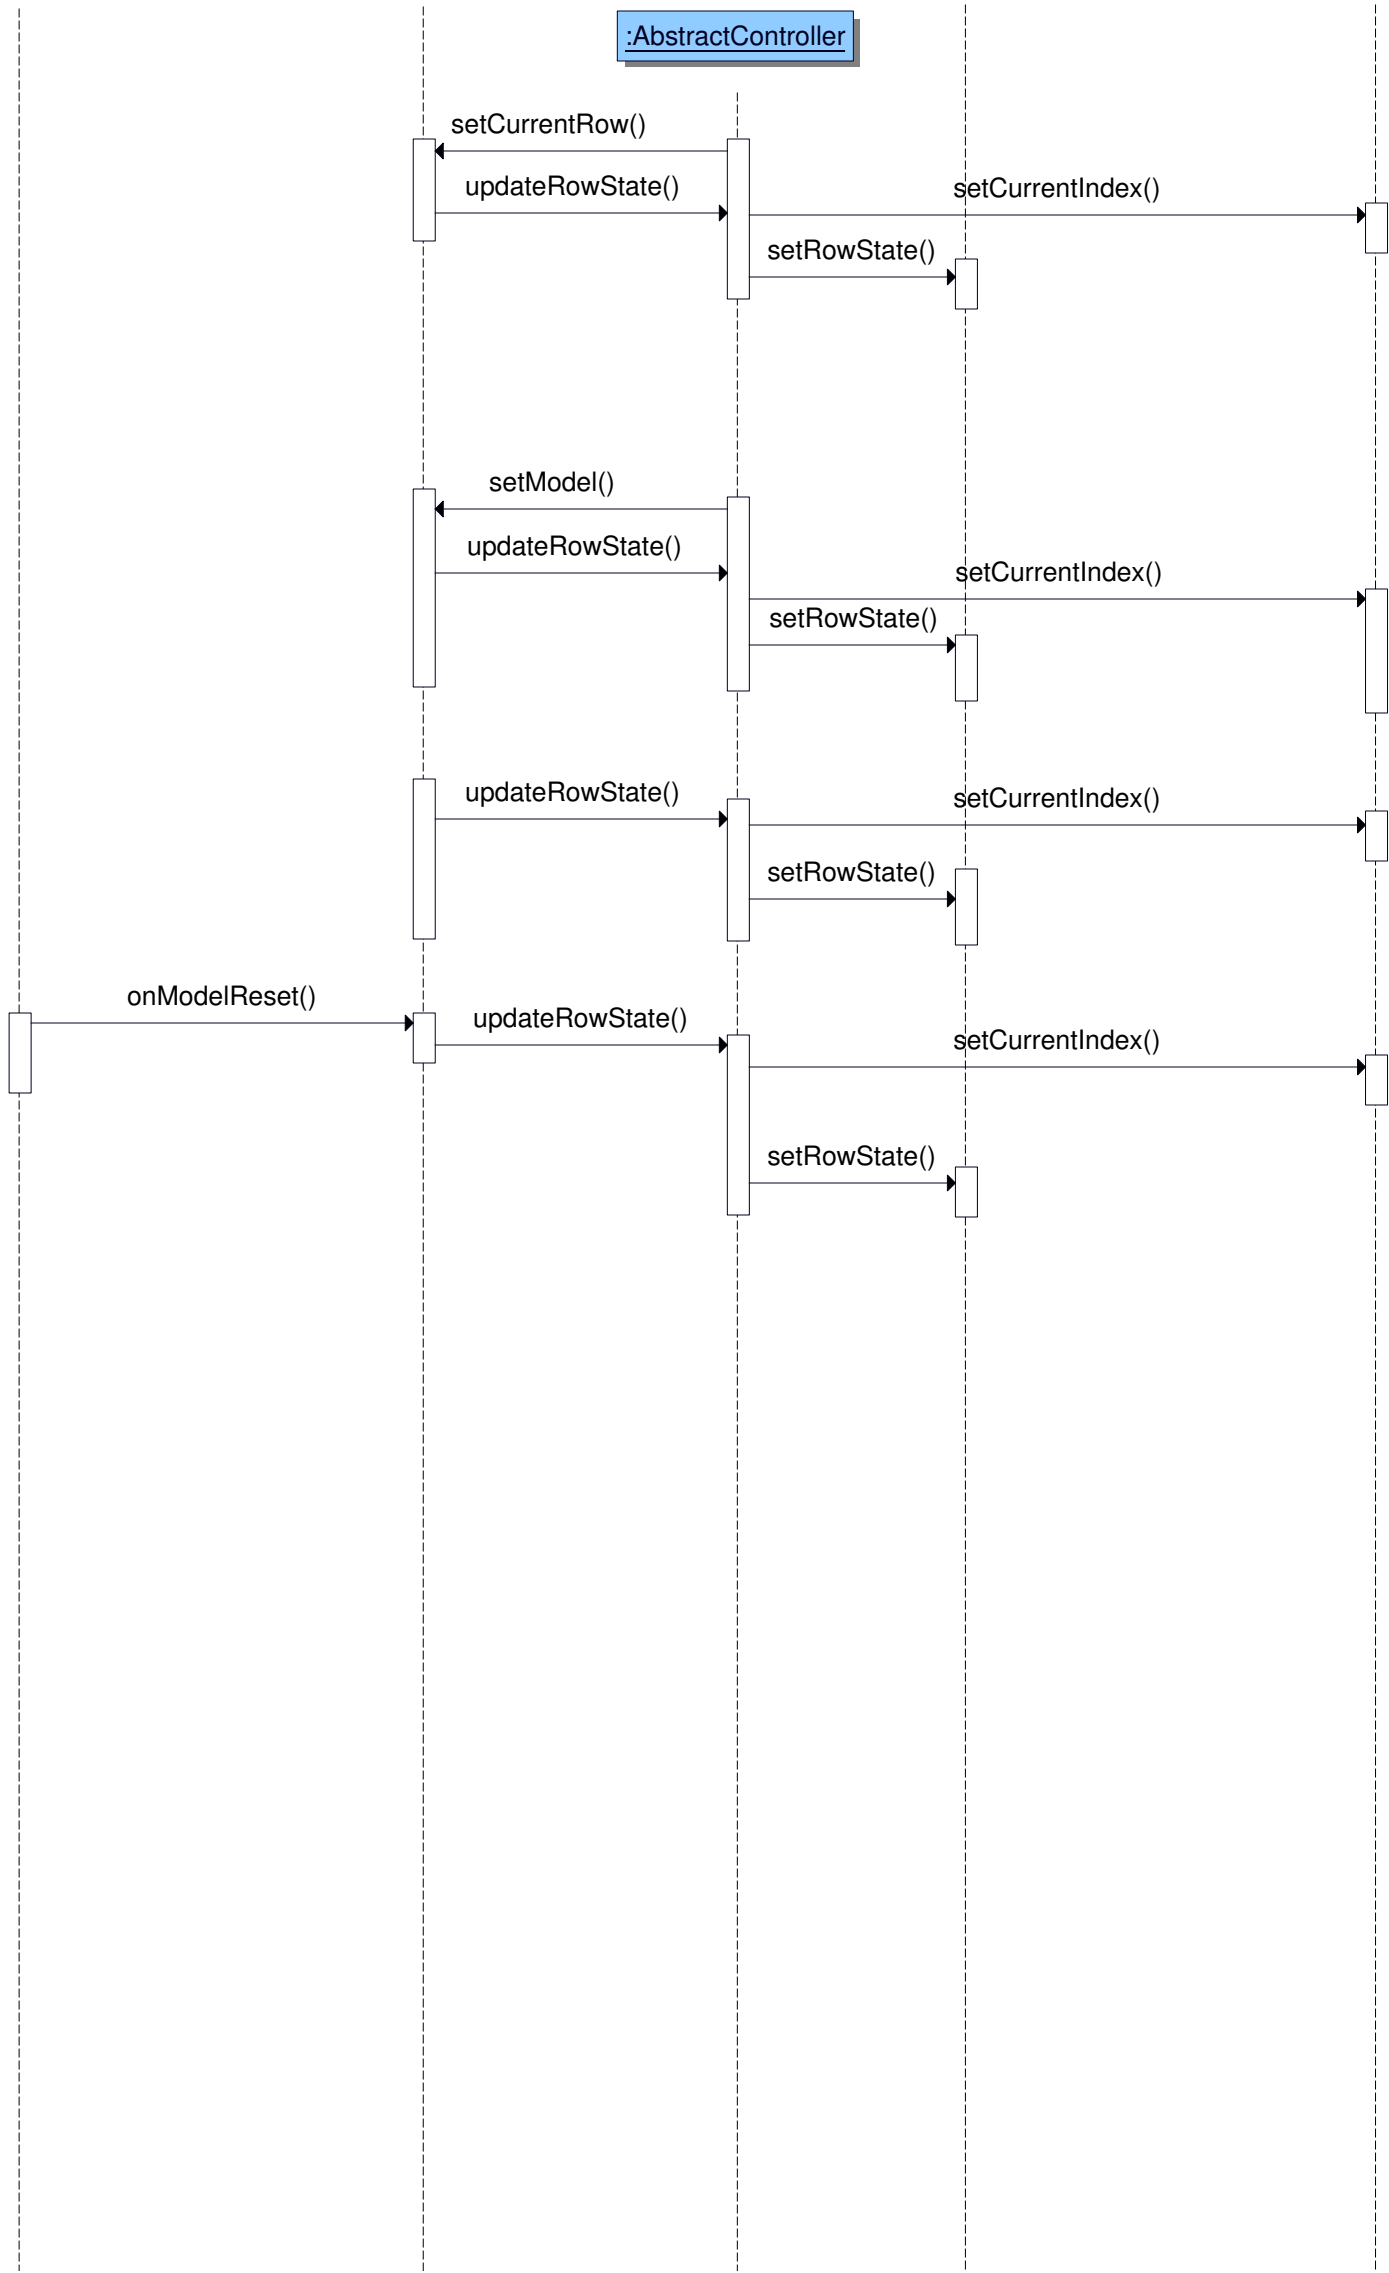 :AbstractController
setCurrentRow()
updateRowState()
setCurrentIndex()
setRowState()
setModel()
updateRowState()
setCurrentIndex()
setRowState()
updateRowState()
setCurrentIndex()
setRowState()
onModelReset()
updateRowState()
setCurrentIndex()
setRowState()